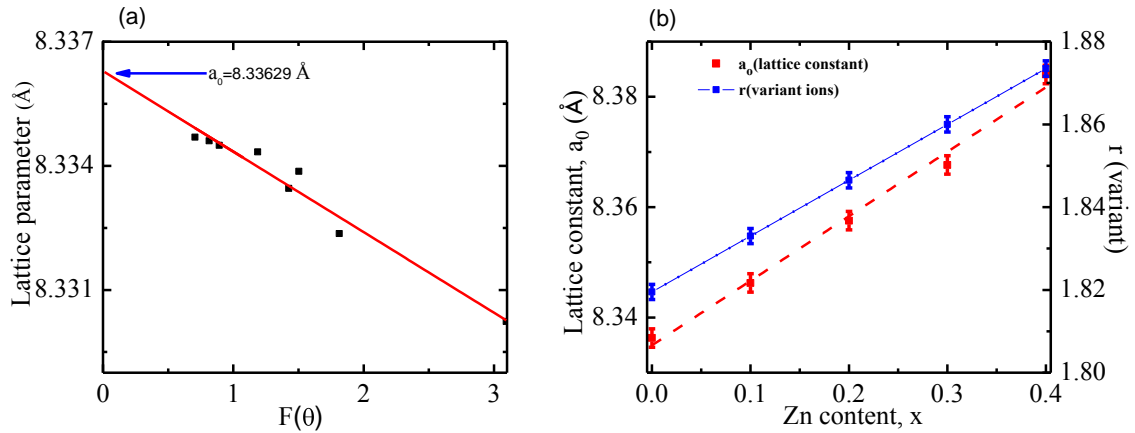 (a)
8.337
8.334
8.331
Lattice parameter (Å)
a₀=8.33629 Å
0
1
2
3
F(θ)
(b)
8.38
8.36
8.34
Lattice constant, a₀ (Å)
a₀(lattice constant)
r(variant ions)
1.88
1.86
1.84
1.82
1.80
r (variant)
0.0
0.1
0.2
0.3
0.4
Zn content, x